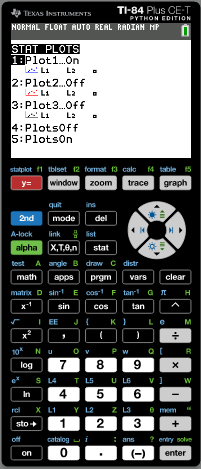 TEXAS INSTRUMENTS TI-84 Plus CE-T
PYTHON EDITION
NORMAL FLOAT AUTO REAL RADIAN MP
STAT PLOTS
1:Plot1…On
L1 L2
2:Plot2…Off
L1 L2
3:Plot3…Off
L1 L2
4:PlotsOff
5:PlotsOn
statplot f1 tblset f2 format f3 calc f4 table f5
y= window zoom trace graph
quit ins
2nd mode del
A-lock link list
alpha X,T,θ,n stat
test A angle B draw C distr
math apps prgm vars clear
matrix D sin⁻¹ E cos⁻¹ F tan⁻¹ G π H
x⁻¹ sin cos tan ^
√ I EE J { K } L e M
x² , ( ) ÷
10ˣ N u O v P w Q [ R
log 7 8 9 ×
eˣ S L4 T L5 U L6 V ] W
ln 4 5 6 −
rcl X L1 Y L2 Z L3 θ mem "
sto→ 1 2 3 +
off catalog i : ans ? entry solve
on 0 . (−) enter